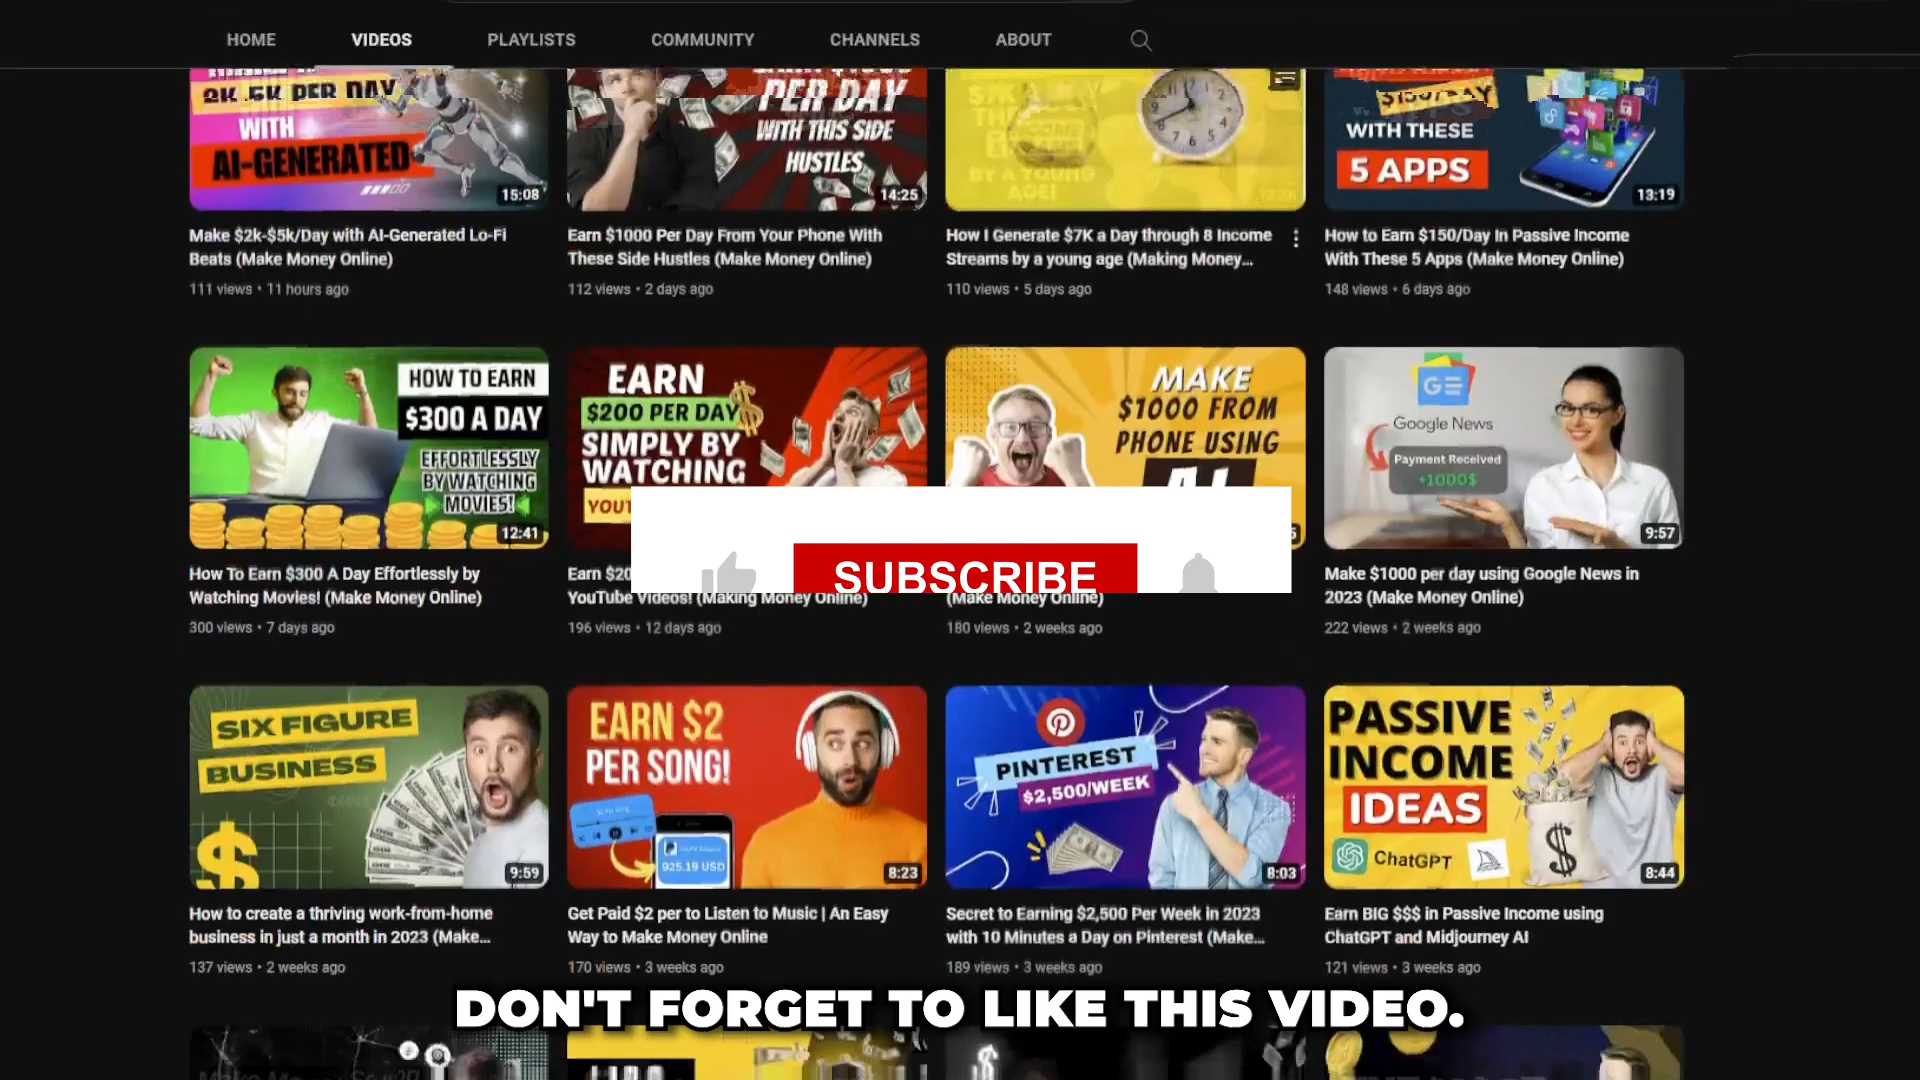 HOME VIDEOS PLAYLISTS COMMUNITY CHANNELS ABOUT
2K-5K PER DAY
WITH
AI-GENERATED
15:08
PER DAY
WITH THIS SIDE
HUSTLES
14:25
BY A YOUNG
AGE!
$150/DAY
WITH THESE
5 APPS
13:19
Make $2k-$5k/Day with AI-Generated Lo-Fi
Beats (Make Money Online)
111 views • 11 hours ago
Earn $1000 Per Day From Your Phone With
These Side Hustles (Make Money Online)
112 views • 2 days ago
How I Generate $7K a Day through 8 Income
Streams by a young age (Making Money...
110 views • 5 days ago
How to Earn $150/Day In Passive Income
With These 5 Apps (Make Money Online)
148 views • 6 days ago
HOW TO EARN
$300 A DAY
EFFORTLESSLY
BY WATCHING
MOVIES!
12:41
EARN
$200 PER DAY
SIMPLY BY
WATCHING
MAKE
$1000 FROM
PHONE USING
AI
Google News
Payment Received
+1000$
9:57
SUBSCRIBE
How To Earn $300 A Day Effortlessly by
Watching Movies! (Make Money Online)
300 views • 7 days ago
Earn $20
YouTube Videos! (Making Money Online)
196 views • 12 days ago
(Make Money Online)
180 views • 2 weeks ago
Make $1000 per day using Google News in
2023 (Make Money Online)
222 views • 2 weeks ago
SIX FIGURE
BUSINESS
9:59
EARN $2
PER SONG!
925.19 USD
8:23
PINTEREST
$2,500/WEEK
8:03
PASSIVE
INCOME
IDEAS
ChatGPT
8:44
How to create a thriving work-from-home
business in just a month in 2023 (Make...
137 views • 2 weeks ago
Get Paid $2 per to Listen to Music | An Easy
Way to Make Money Online
170 views • 3 weeks ago
Secret to Earning $2,500 Per Week in 2023
with 10 Minutes a Day on Pinterest (Make...
189 views • 3 weeks ago
Earn BIG $$$ in Passive Income using
ChatGPT and Midjourney AI
121 views • 3 weeks ago
DON'T FORGET TO LIKE THIS VIDEO.